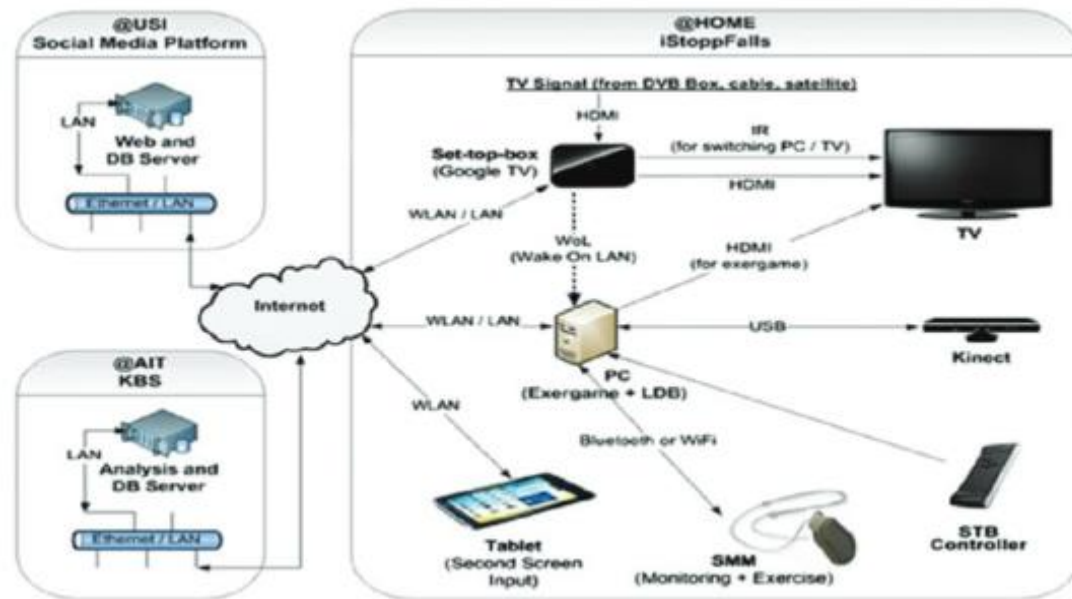 @USI
Social Media Platform
LAN
Web and
DB Server
Ethernet / LAN
Internet
@AIT
KBS
LAN
Analysis and
DB Server
Ethernet / LAN
@HOME
iStoppFalls
TV Signal (from DVB Box, cable, satellite)
HDMI
Set-top-box
(Google TV)
IR
(for switching PC / TV)
HDMI
TV
WLAN / LAN
WoL
(Wake On LAN)
HDMI
(for exergame)
WLAN / LAN
USB
Kinect
PC
(Exergame + LDB)
WLAN
Bluetooth or WiFi
Tablet
(Second Screen
Input)
SMM
(Monitoring + Exercise)
STB
Controller